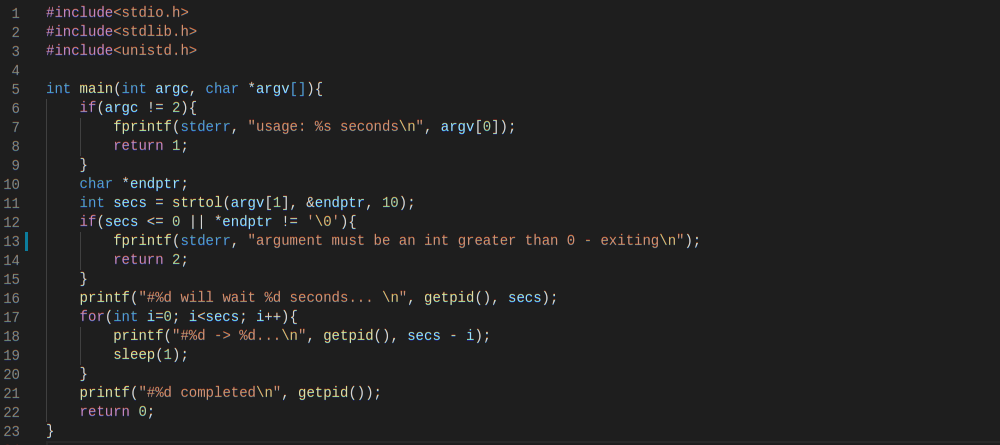 1 #include<stdio.h>
2 #include<stdlib.h>
3 #include<unistd.h>
4
5 int main(int argc, char *argv[]){
6     if(argc != 2){
7         fprintf(stderr, "usage: %s seconds\n", argv[0]);
8         return 1;
9     }
10     char *endptr;
11     int secs = strtol(argv[1], &endptr, 10);
12     if(secs <= 0 || *endptr != '\0'){
13         fprintf(stderr, "argument must be an int greater than 0 - exiting\n");
14         return 2;
15     }
16     printf("#%d will wait %d seconds... \n", getpid(), secs);
17     for(int i=0; i<secs; i++){
18         printf("#%d -> %d...\n", getpid(), secs - i);
19         sleep(1);
20     }
21     printf("#%d completed\n", getpid());
22     return 0;
23 }